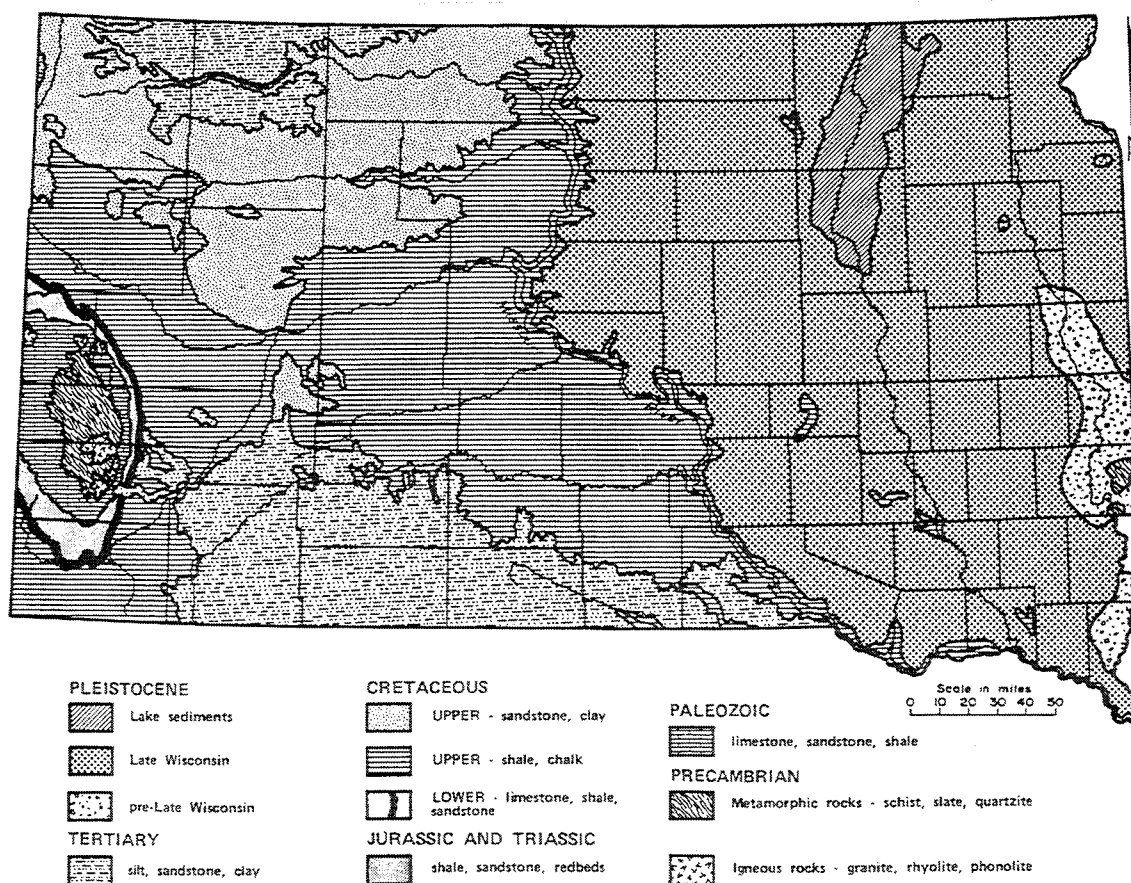 PLEISTOCENE
Lake sediments
Late Wisconsin
pre-Late Wisconsin
TERTIARY
silt, sandstone, clay
CRETACEOUS
UPPER - sandstone, clay
UPPER - shale, chalk
LOWER - limestone, shale,
sandstone
JURASSIC AND TRIASSIC
shale, sandstone, redbeds
Scale in miles
0 10 20 30 40 50
PALEOZOIC
limestone, sandstone, shale
PRECAMBRIAN
Metamorphic rocks - schist, slate, quartzite
Igneous rocks - granite, rhyolite, phonolite